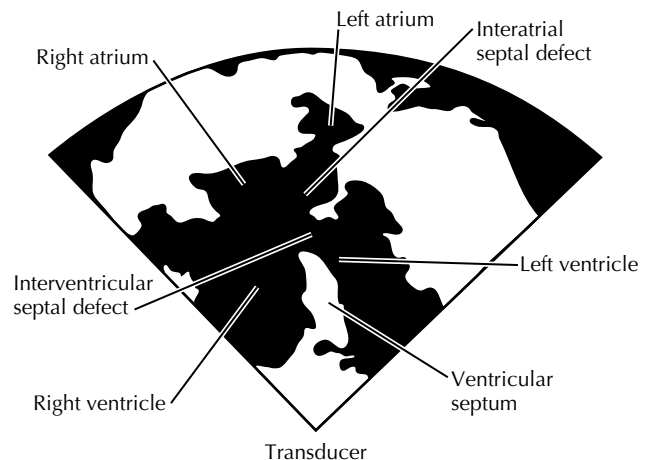 Left atrium
Interatrial
septal defect
Right atrium
Left ventricle
Interventricular
septal defect
Ventricular
septum
Right ventricle
Transducer